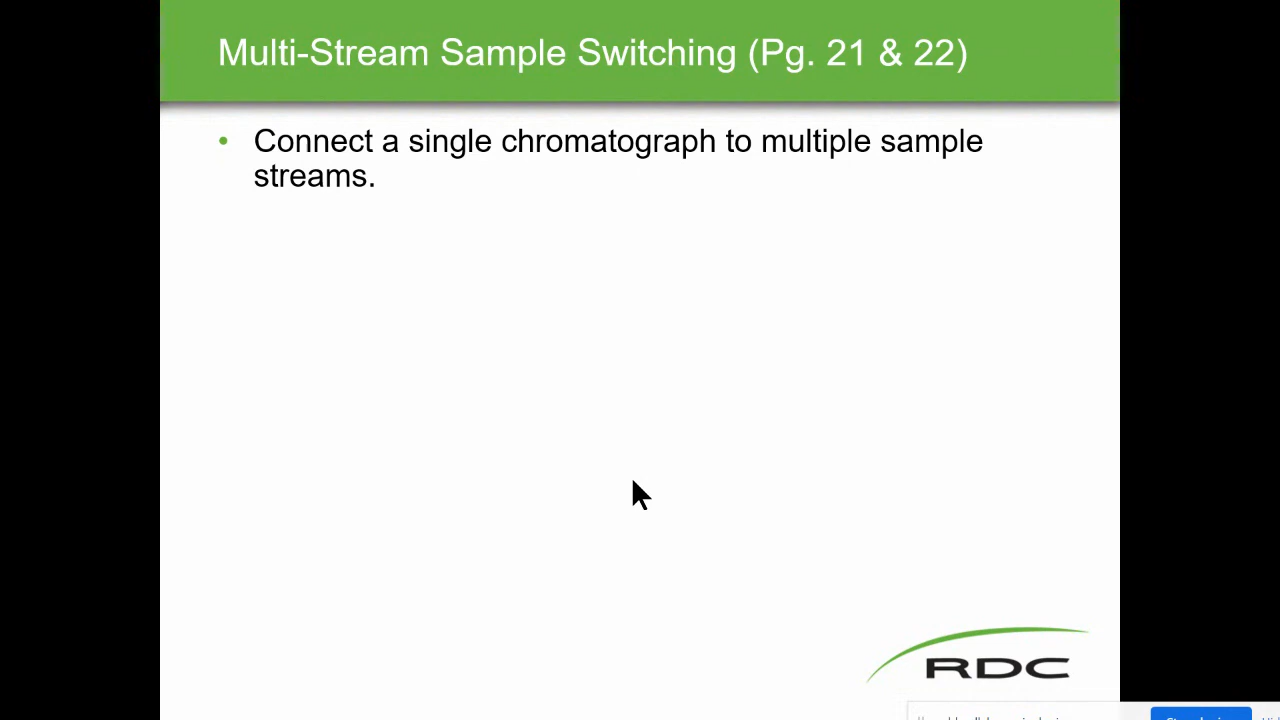 Multi-Stream Sample Switching (Pg. 21 & 22)
• Connect a single chromatograph to multiple sample
streams.
RDC